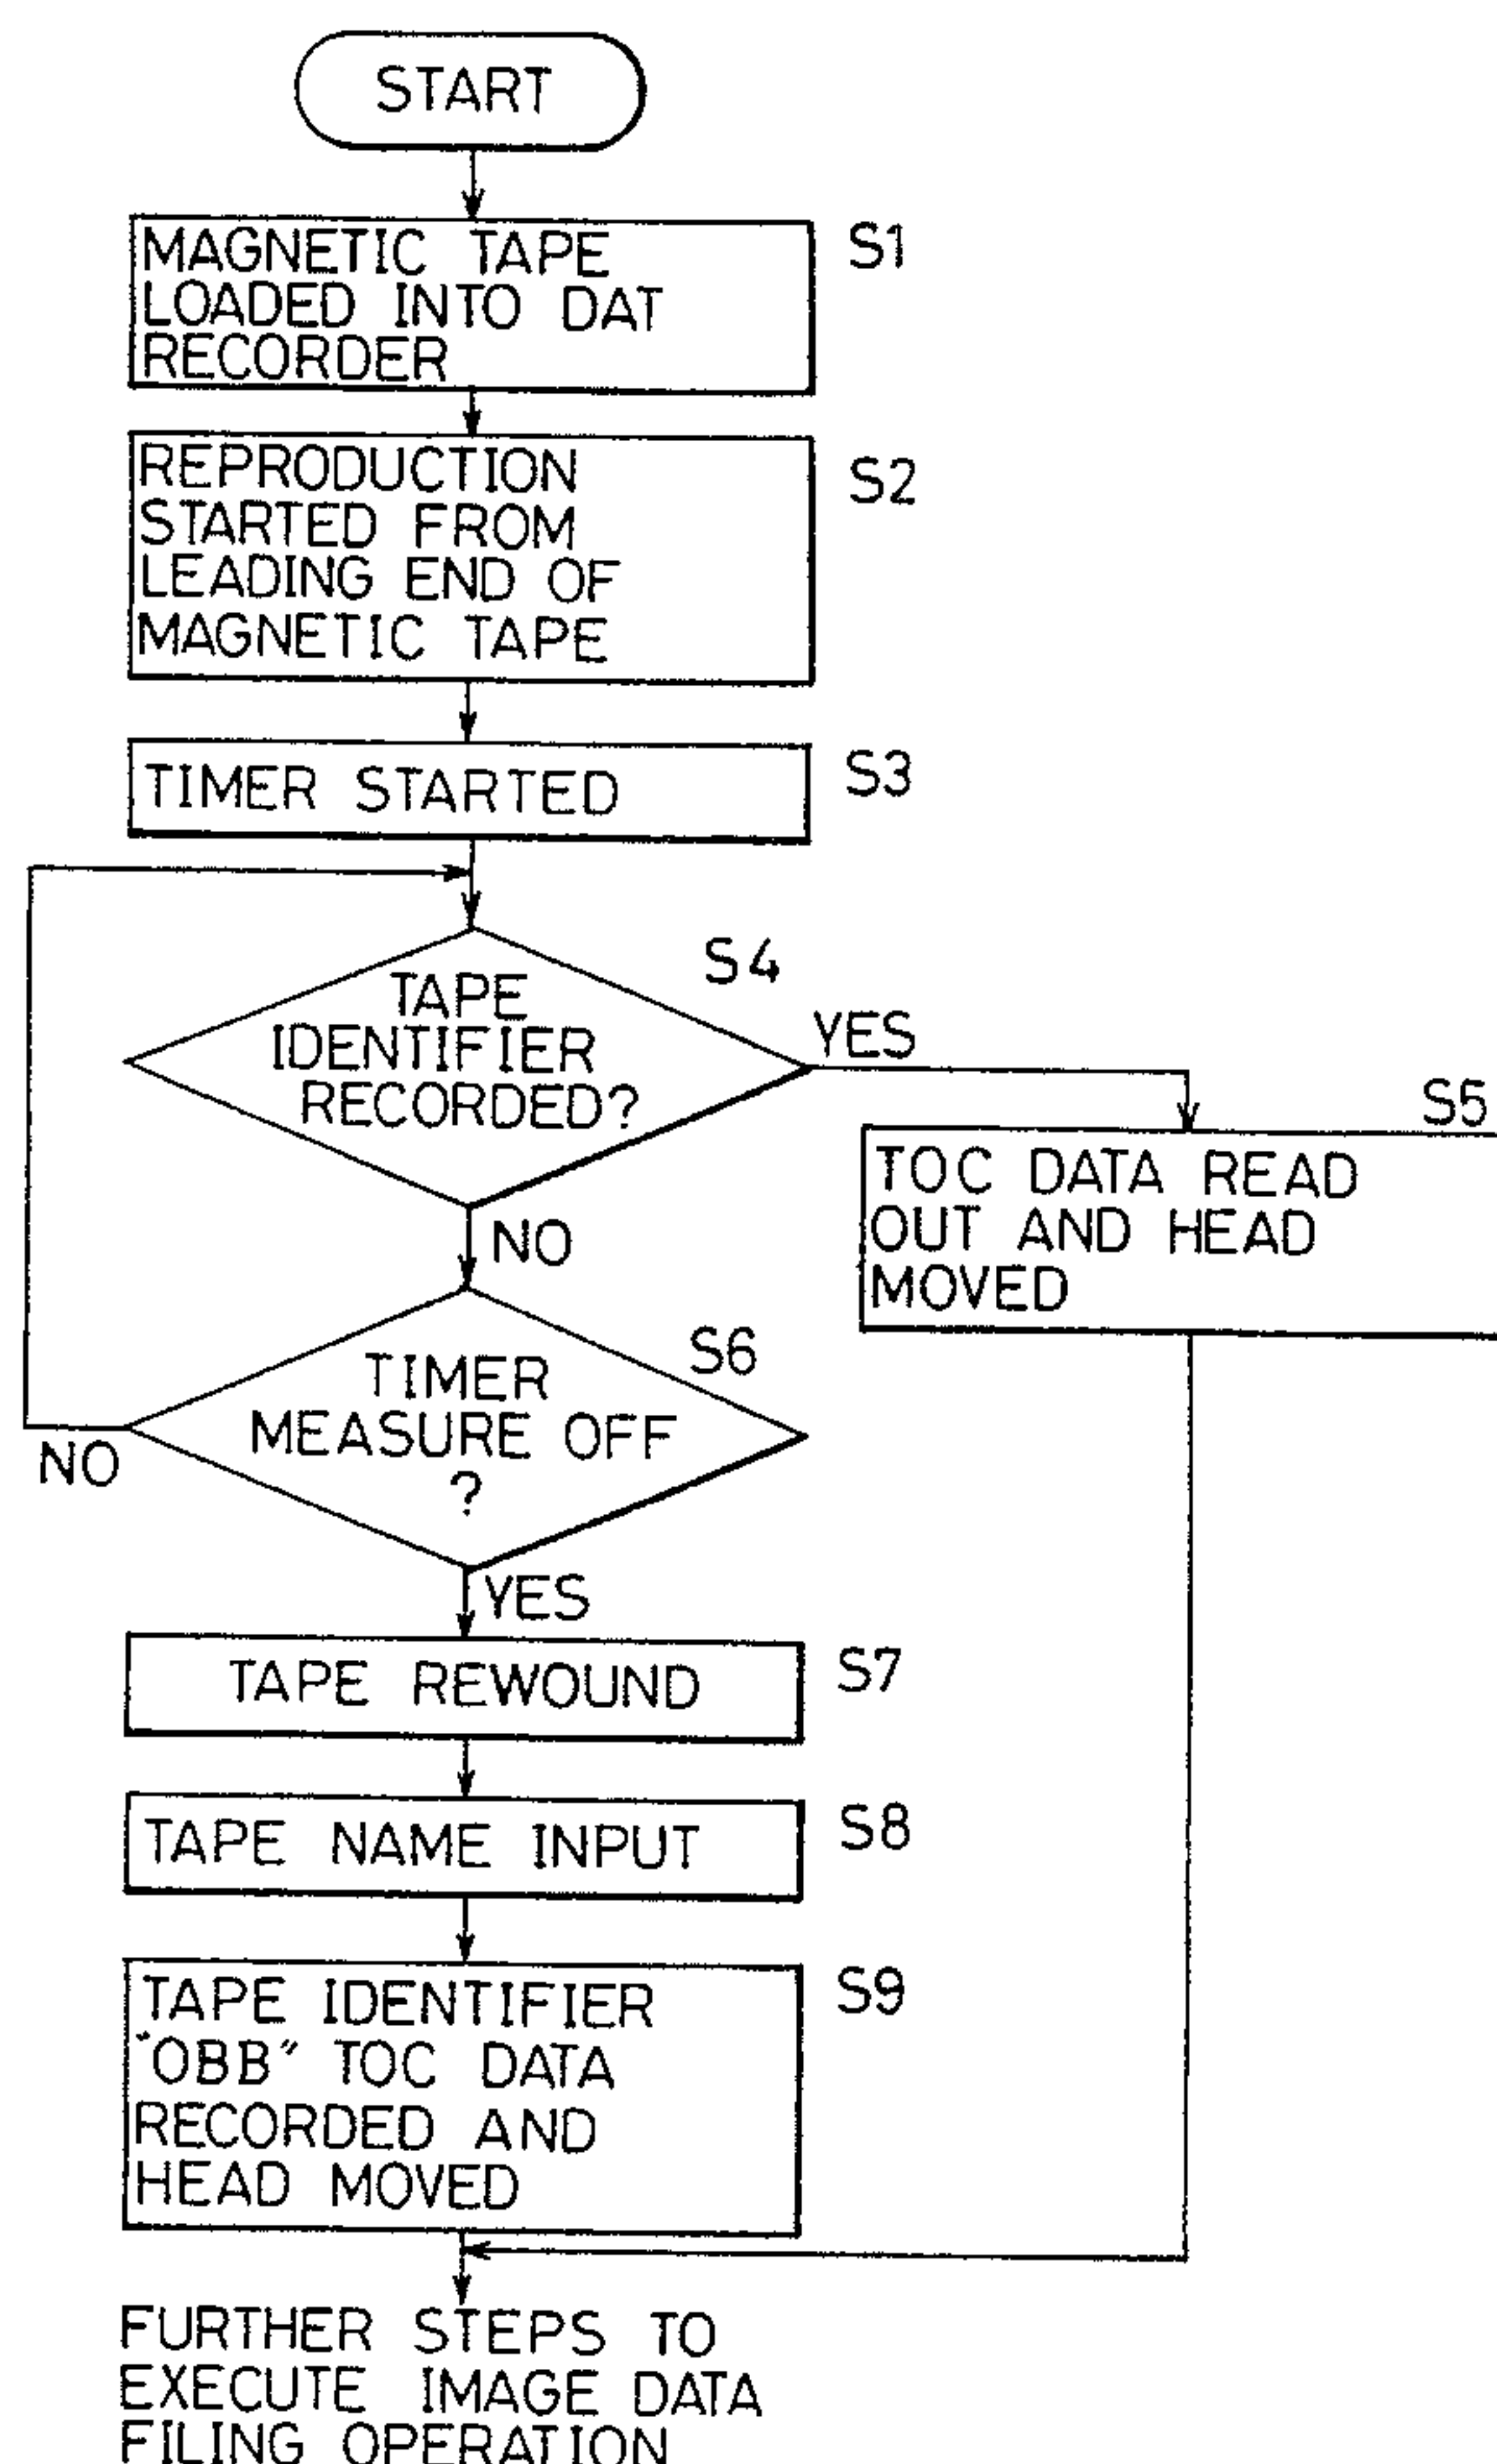 START
S1
MAGNETIC TAPE
LOADED INTO DAT
RECORDER
S2
REPRODUCTION
STARTED FROM
LEADING END OF
MAGNETIC TAPE
S3
TIMER STARTED
S4
TAPE
IDENTIFIER
RECORDED?
YES
S5
TOC DATA READ
OUT AND HEAD
MOVED
NO
S6
TIMER
MEASURE OFF
?
NO
YES
S7
TAPE REWOUND
S8
TAPE NAME INPUT
S9
TAPE IDENTIFIER
"OBB" TOC DATA
RECORDED AND
HEAD MOVED
FURTHER STEPS TO
EXECUTE IMAGE DATA
FILING OPERATION